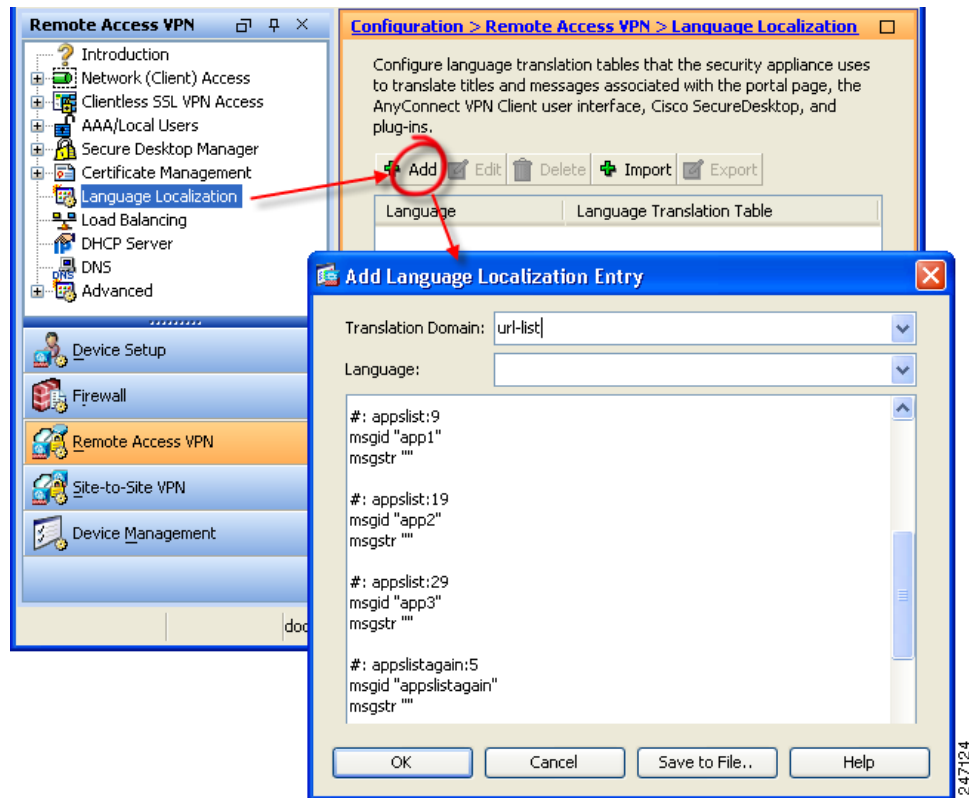 Remote Access VPN
Introduction
Network (Client) Access
Clientless SSL VPN Access
AAA/Local Users
Secure Desktop Manager
Certificate Management
Language Localization
Load Balancing
DHCP Server
DNS
DNS
Advanced
Device Setup
Firewall
Remote Access VPN
Site-to-Site VPN
Device Management
doc
Configuration > Remote Access VPN > Language Localization
Configure language translation tables that the security appliance uses
to translate titles and messages associated with the portal page, the
AnyConnect VPN Client user interface, Cisco SecureDesktop, and
plug-ins.
Add Edit Delete Import Export
Language Language Translation Table
Add Language Localization Entry
Translation Domain: url-list
Language:
#: appslist:9
msgid "app1"
msgstr ""
#: appslist:19
msgid "app2"
msgstr ""
#: appslist:29
msgid "app3"
msgstr ""
#: appslistagain:5
msgid "appslistagain"
msgstr ""
OK Cancel Save to File.. Help
247124